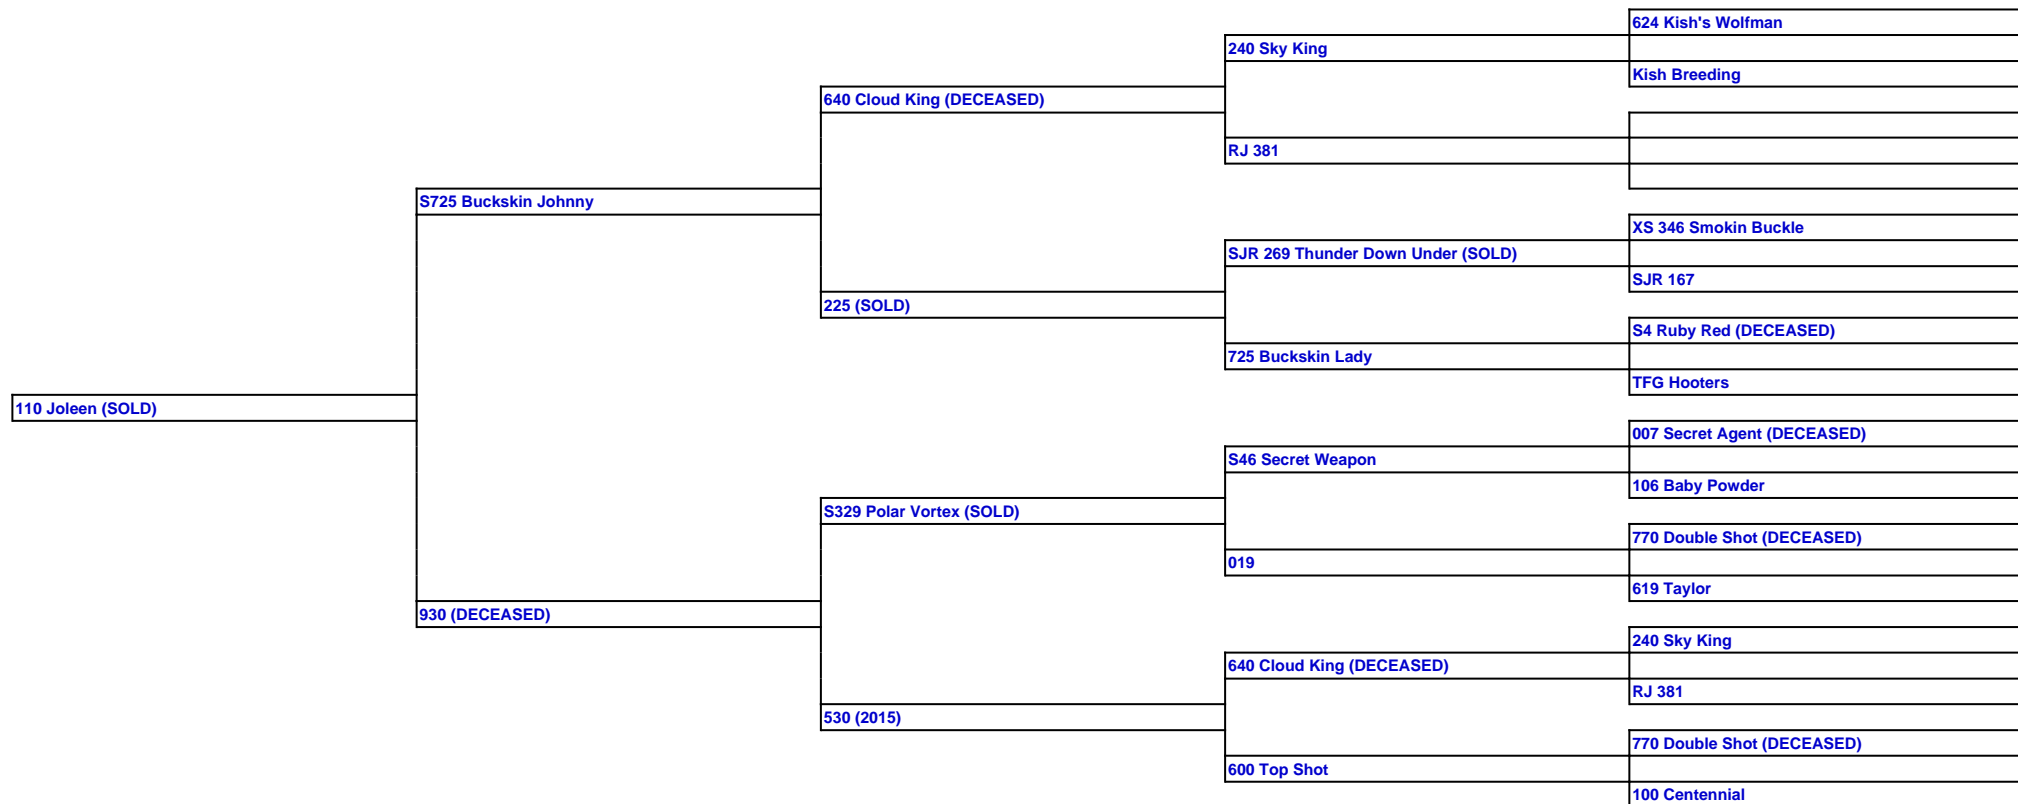 624 Kish's Wolfman
240 Sky King
Kish Breeding
640 Cloud King (DECEASED)
RJ 381
S725 Buckskin Johnny
XS 346 Smokin Buckle
SJR 269 Thunder Down Under (SOLD)
SJR 167
225 (SOLD)
S4 Ruby Red (DECEASED)
725 Buckskin Lady
TFG Hooters
110 Joleen (SOLD)
007 Secret Agent (DECEASED)
S46 Secret Weapon
106 Baby Powder
S329 Polar Vortex (SOLD)
770 Double Shot (DECEASED)
019
619 Taylor
930 (DECEASED)
240 Sky King
640 Cloud King (DECEASED)
RJ 381
530 (2015)
770 Double Shot (DECEASED)
600 Top Shot
100 Centennial